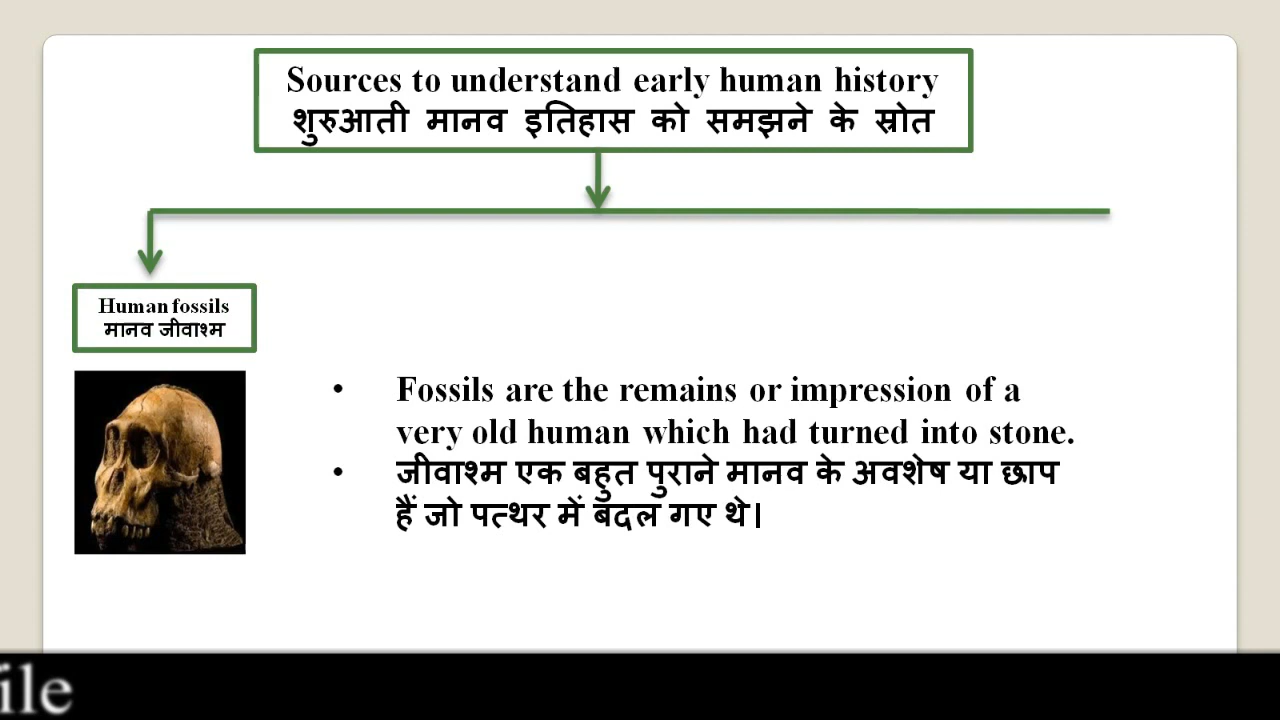 Sources to understand early human history
शुरुआती मानव इतिहास को समझने के स्रोत
Human fossils
मानव जीवाश्म
• Fossils are the remains or impression of a
very old human which had turned into stone.
• जीवाश्म एक बहुत पुराने मानव के अवशेष या छाप
हैं जो पत्थर में बदल गए थे।
ile